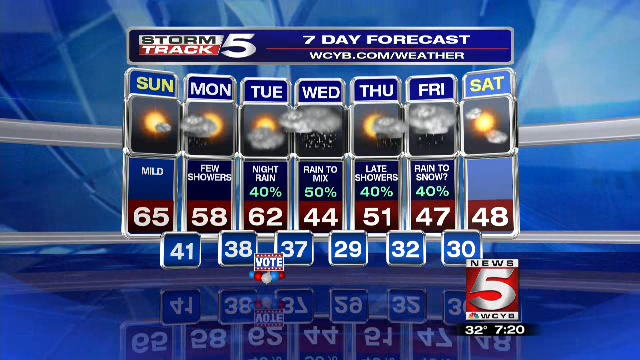 STORM TRACK 5
7 DAY FORECAST
WCYB.COM/WEATHER
SUN MON TUE WED THU FRI SAT
MILD
65
FEW SHOWERS
58
NIGHT RAIN
40%
62
RAIN TO MIX
50%
44
LATE SHOWERS
40%
51
RAIN TO SNOW?
40%
47
48
41 38 37 29 32 30
VOTE
NEWS
5
WCYB
32° 7:20